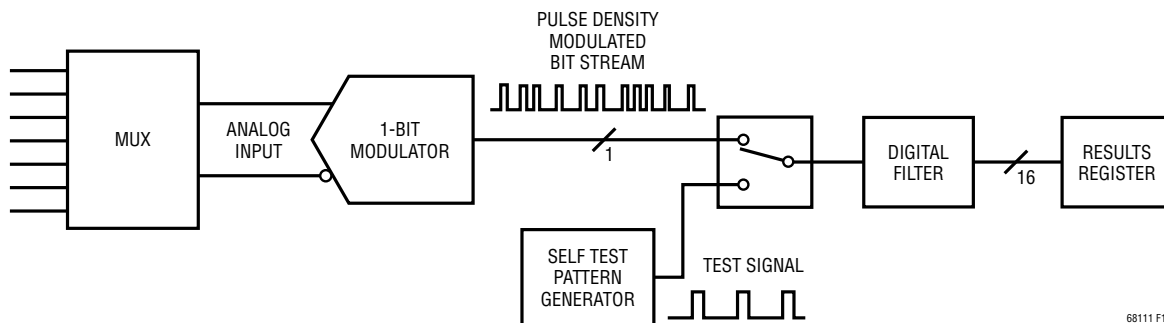 PULSE DENSITY
MODULATED
BIT STREAM
MUX
ANALOG
INPUT
1-BIT
MODULATOR
1
DIGITAL
FILTER
16
RESULTS
REGISTER
SELF TEST
PATTERN
GENERATOR
TEST SIGNAL
68111 F1